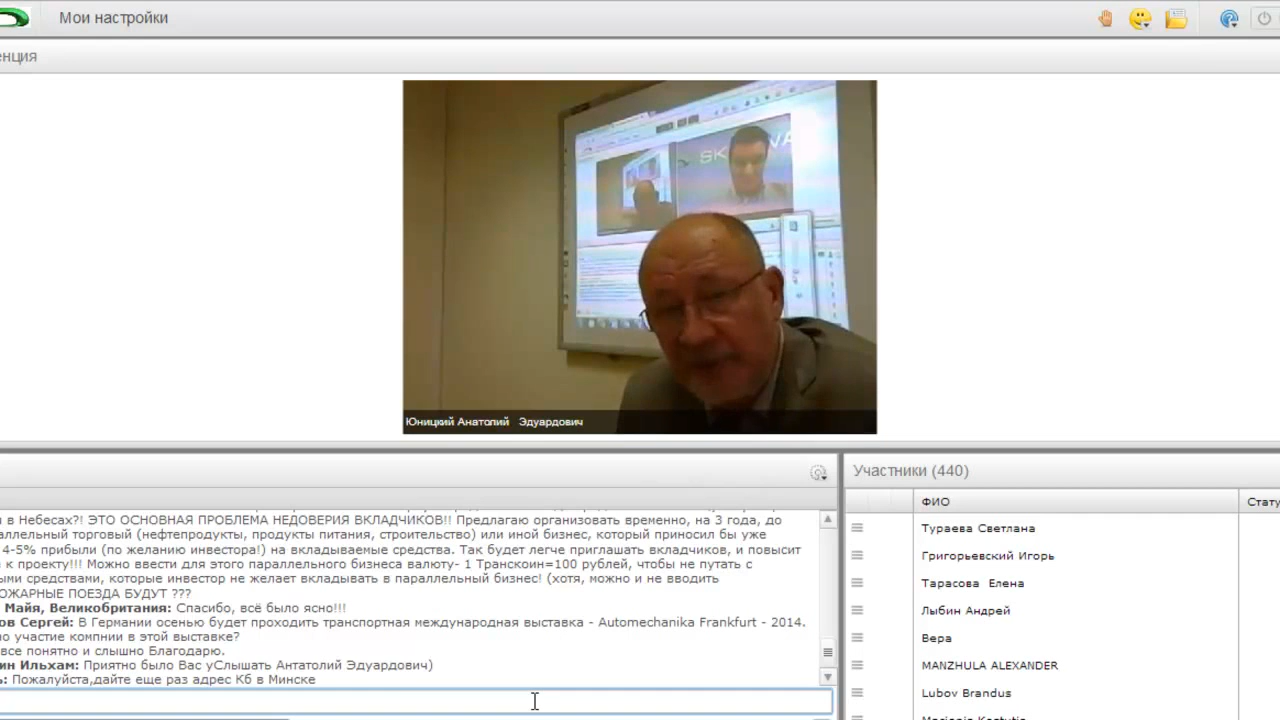 Мои настройки
енция
SK
VA
Юницкий Анатолий Эдуардович
Участники (440)
ФИО
Стату
и в Небесах?! ЭТО ОСНОВНАЯ ПРОБЛЕМА НЕДОВЕРИЯ ВКЛАДЧИКОВ!! Предлагаю организовать временно, на 3 года, до
раллельный торговый (нефтепродукты, продукты питания, строительство) или иной бизнес, который приносил бы уже
4-5% прибыли (по желанию инвестора!) на вкладываемые средства. Так будет легче приглашать вкладчиков, и повысит
к проекту!!! Можно ввести для этого параллельного бизнеса валюту- 1 Транскоин=100 рублей, чтобы не путать с
ыми средствами, которые инвестор не желает вкладывать в параллельный бизнес! (хотя, можно и не вводить
ОЖАРНЫЕ ПОЕЗДА БУДУТ ???
Майя, Великобритания: Спасибо, всё было ясно!!!
ов Сергей: В Германии осенью будет проходить транспортная международная выставка - Automechanika Frankfurt - 2014.
но участие компнии в этой выставке?
все понятно и слышно Благодарю.
ин Ильхам: Приятно было Вас уСлышать Антатолий Эдуардович)
ь: Пожалуйста,дайте еще раз адрес Кб в Минске
Тураева Светлана
Григорьевский Игорь
Тарасова Елена
Лыбин Андрей
Вера
MANZHULA ALEXANDER
Lubov Brandus